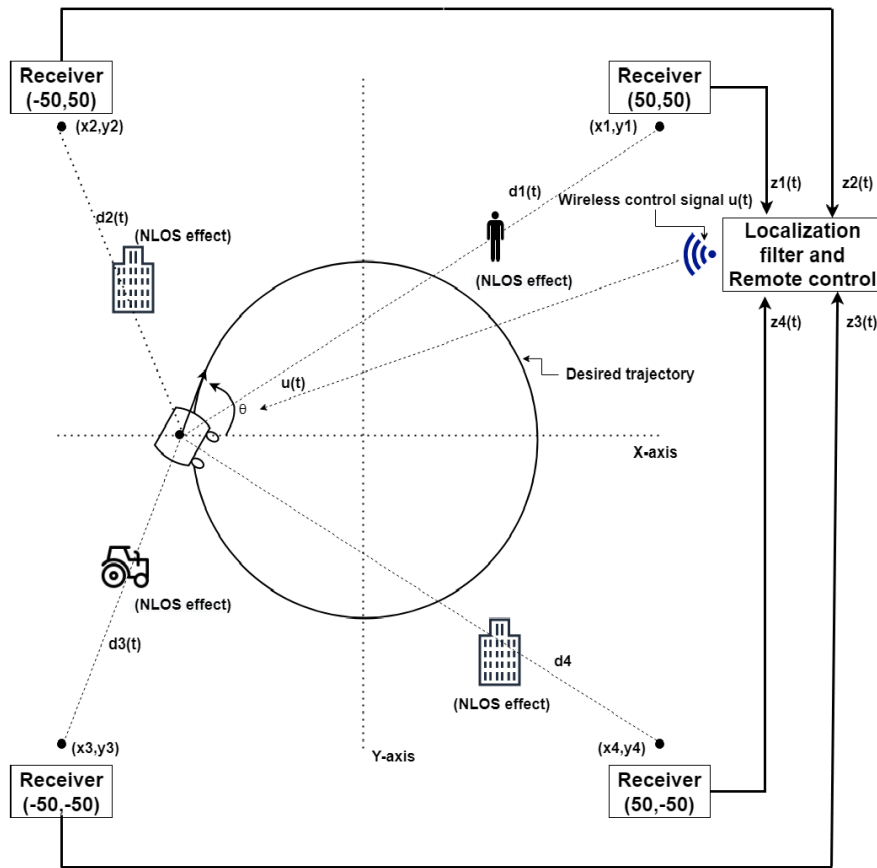 Receiver
(-50,50)
Receiver
(50,50)
(x2,y2)
(x1,y1)
z1(t)
z2(t)
d1(t)
d2(t)
Wireless control signal u(t)
(NLOS effect)
(NLOS effect)
Localization
filter and
Remote control
z4(t)
z3(t)
u(t)
Desired trajectory
θ
X-axis
(NLOS effect)
d3(t)
d4
(NLOS effect)
(x3,y3)
Y-axis
(x4,y4)
Receiver
(-50,-50)
Receiver
(50,-50)